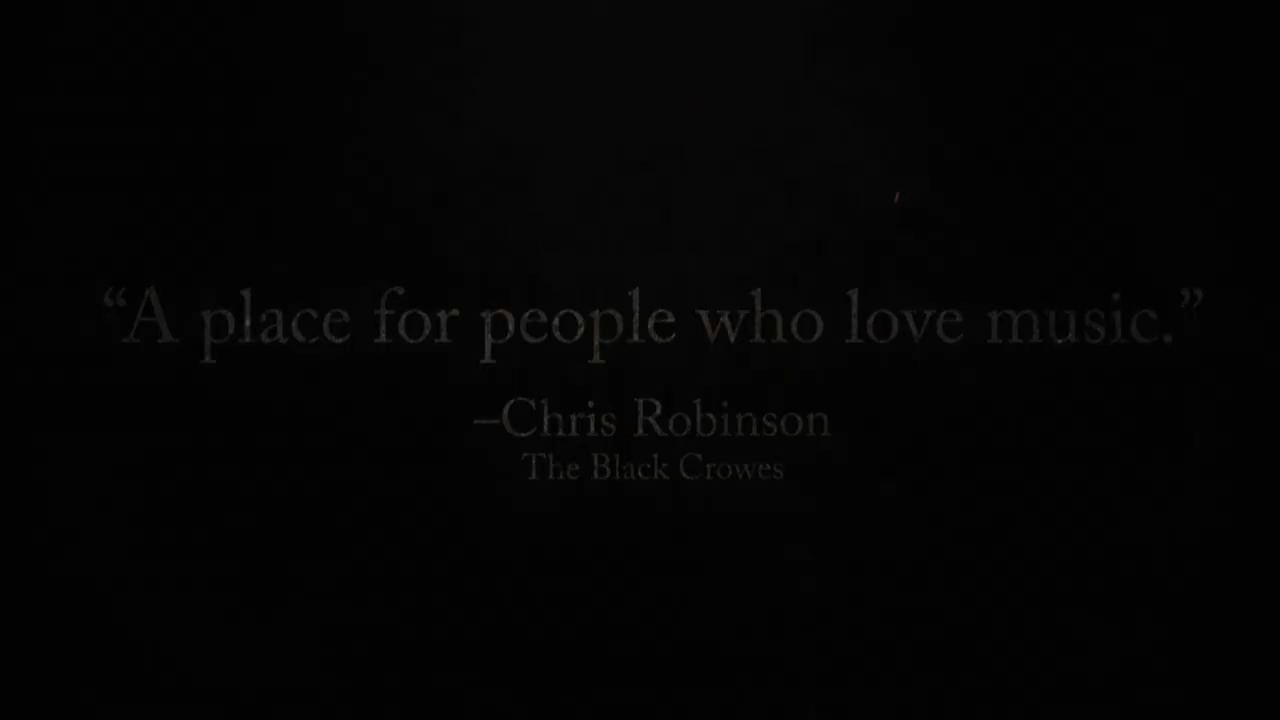 “A place for people who love music.”
–Chris Robinson
The Black Crowes